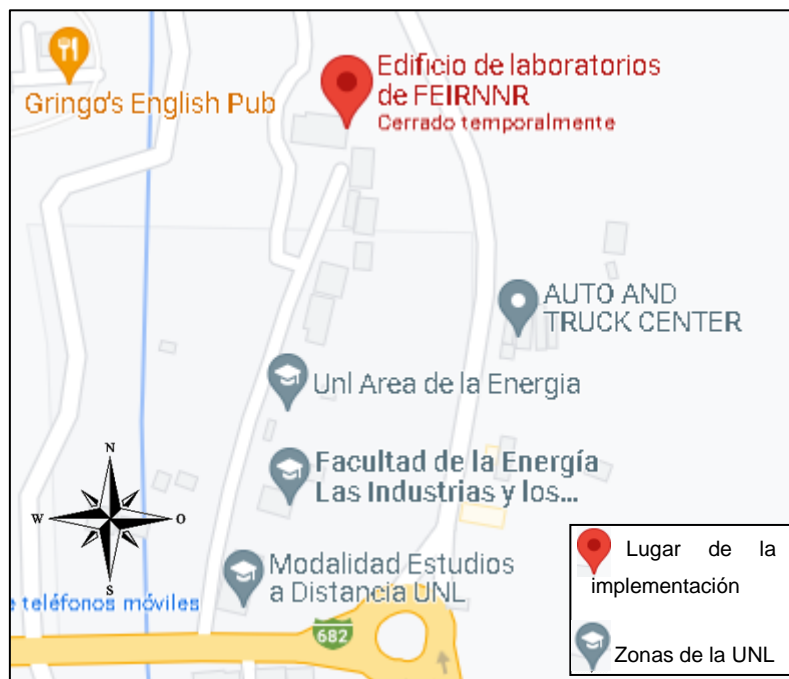 Gringo's English Pub
Edificio de laboratorios
de FEIRNNR
Cerrado temporalmente
AUTO AND
TRUCK CENTER
Unl Area de la Energia
Facultad de la Energía
Las Industrias y los...
N
W
O
S
Modalidad Estudios
a Distancia UNL
e teléfonos móviles
682
Lugar de la
implementación
Zonas de la UNL